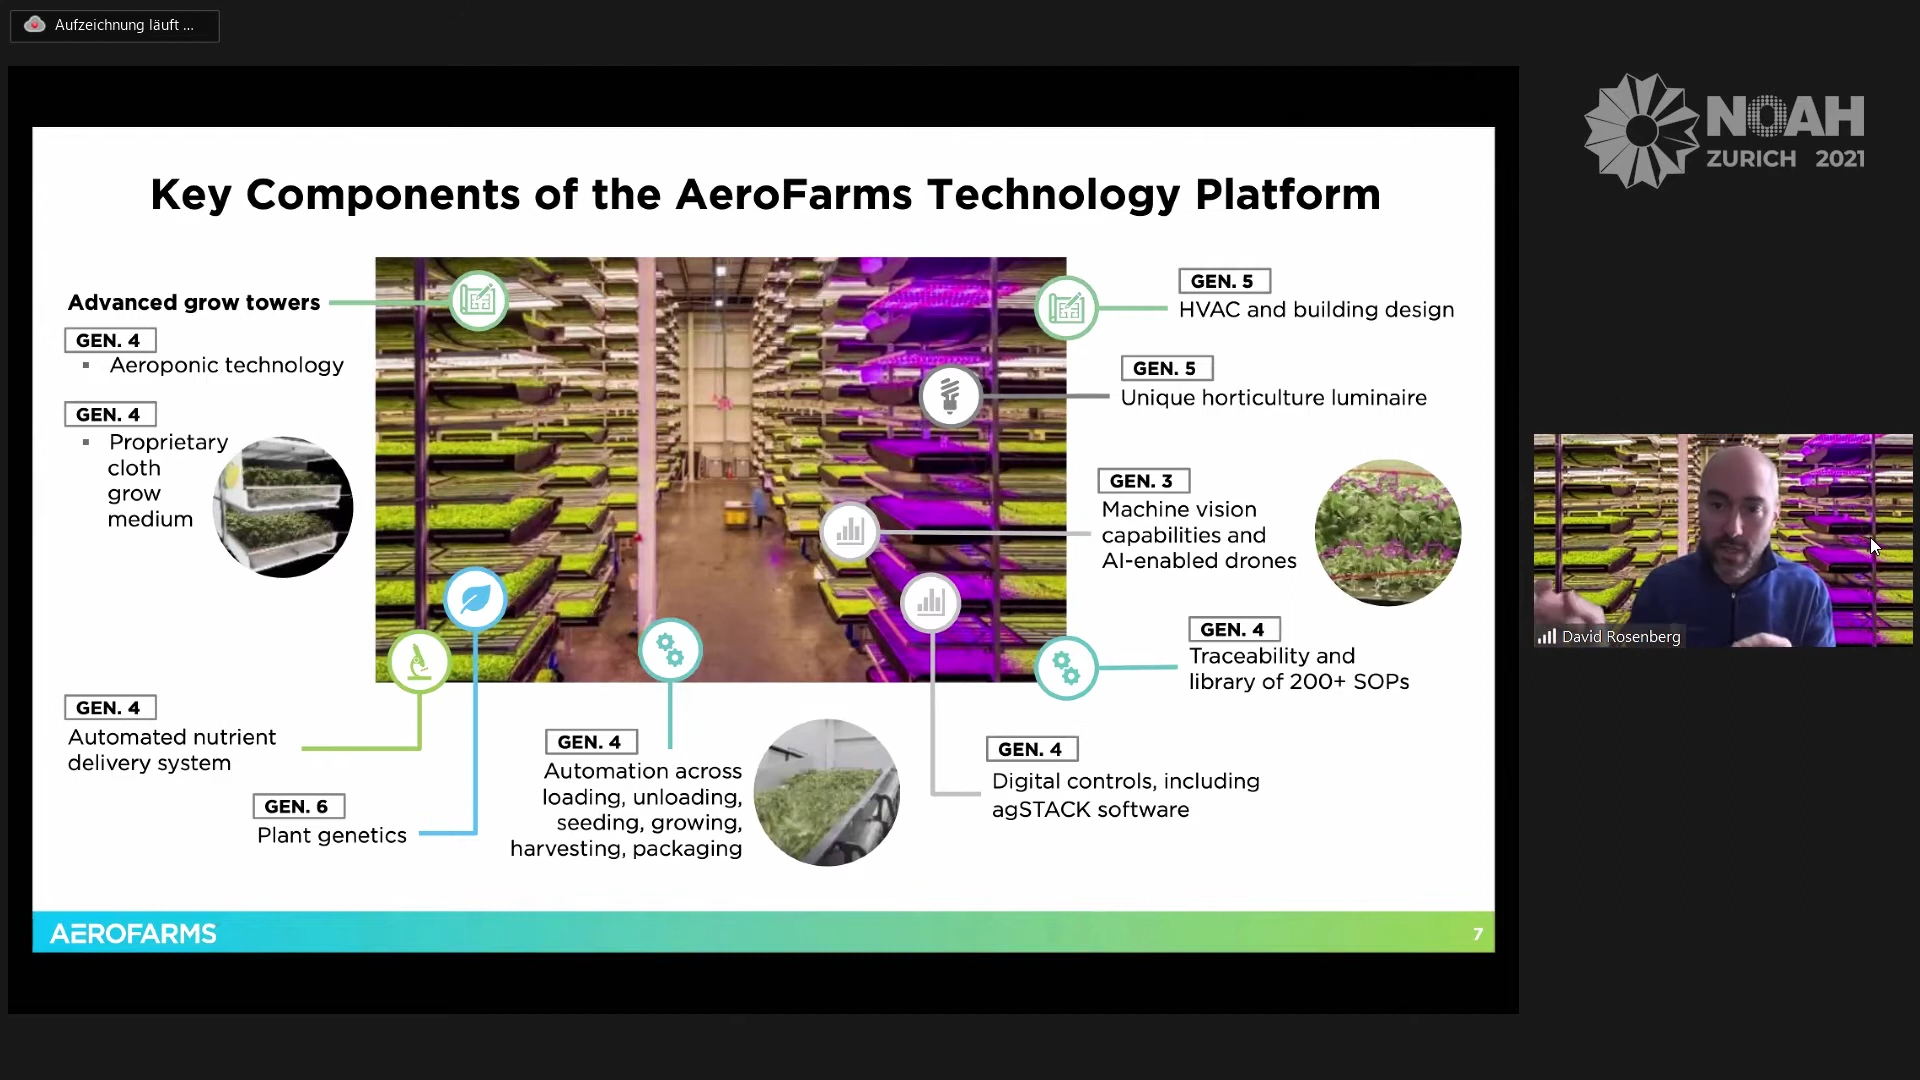 Aufzeichnung läuft ...
NOAH
ZURICH 2021
Key Components of the AeroFarms Technology Platform
Advanced grow towers
GEN. 4
▪ Aeroponic technology
GEN. 4
▪ Proprietary
cloth
grow
medium
GEN. 4
Automated nutrient
delivery system
GEN. 6
Plant genetics
GEN. 4
Automation across
loading, unloading,
seeding, growing,
harvesting, packaging
GEN. 5
HVAC and building design
GEN. 5
Unique horticulture luminaire
GEN. 3
Machine vision
capabilities and
AI-enabled drones
GEN. 4
Traceability and
library of 200+ SOPs
GEN. 4
Digital controls, including
agSTACK software
AEROFARMS
7
David Rosenberg